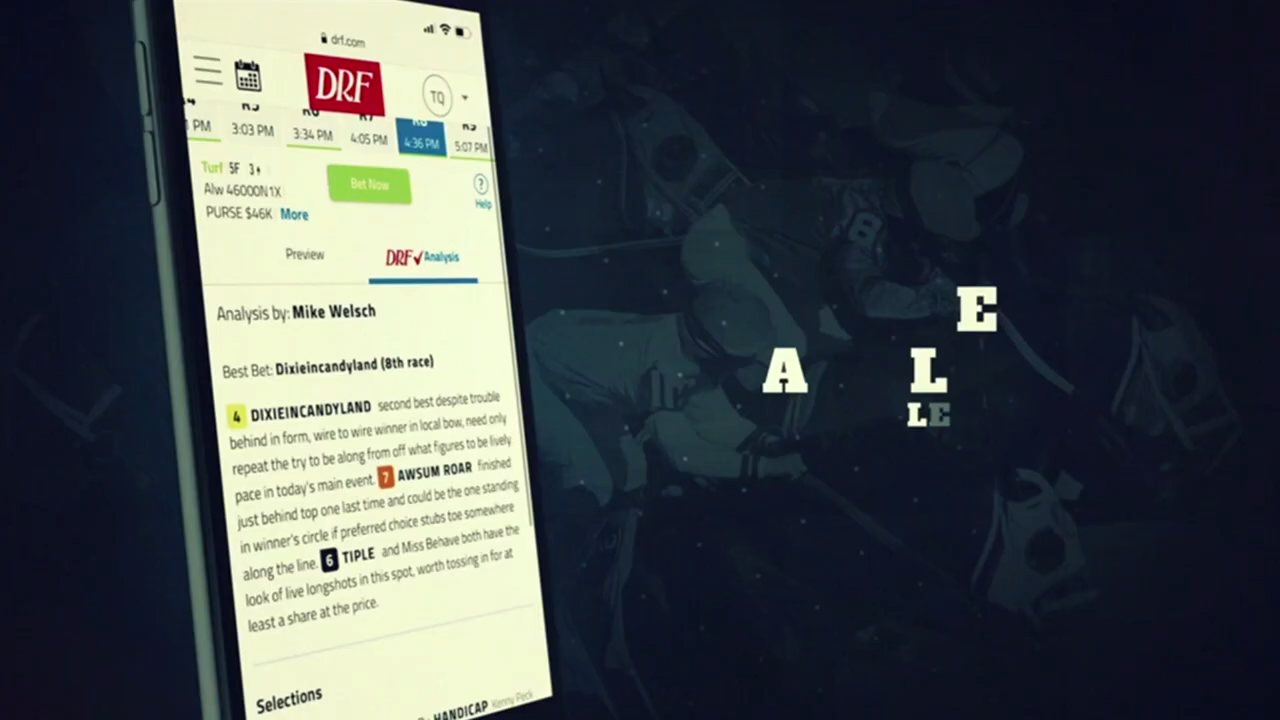 drf.com
DRF
TQ
PM
3:03 PM
3:34 PM
4:05 PM
4:36 PM
5:07 PM
Turf 5F 3
Alw 46000N1X
PURSE $46K More
Bet Now
?
Help
Preview
DRF Analysis
Analysis by: Mike Welsch
Best Bet: Dixieincandyland (8th race)
4 DIXIEINCANDYLAND second best despite trouble
behind in form, wire to wire winner in local bow, need only
repeat the try to be along from off what figures to be lively
pace in today's main event. 7 AWSUM ROAR finished
just behind top one last time and could be the one standing
in winner's circle if preferred choice stubs toe somewhere
along the line. 6 TIPLE and Miss Behave both have the
look of live longshots in this spot, worth tossing in for at
least a share at the price.
Selections
HANDICAP Kenny Peck
E
A L
LE
8